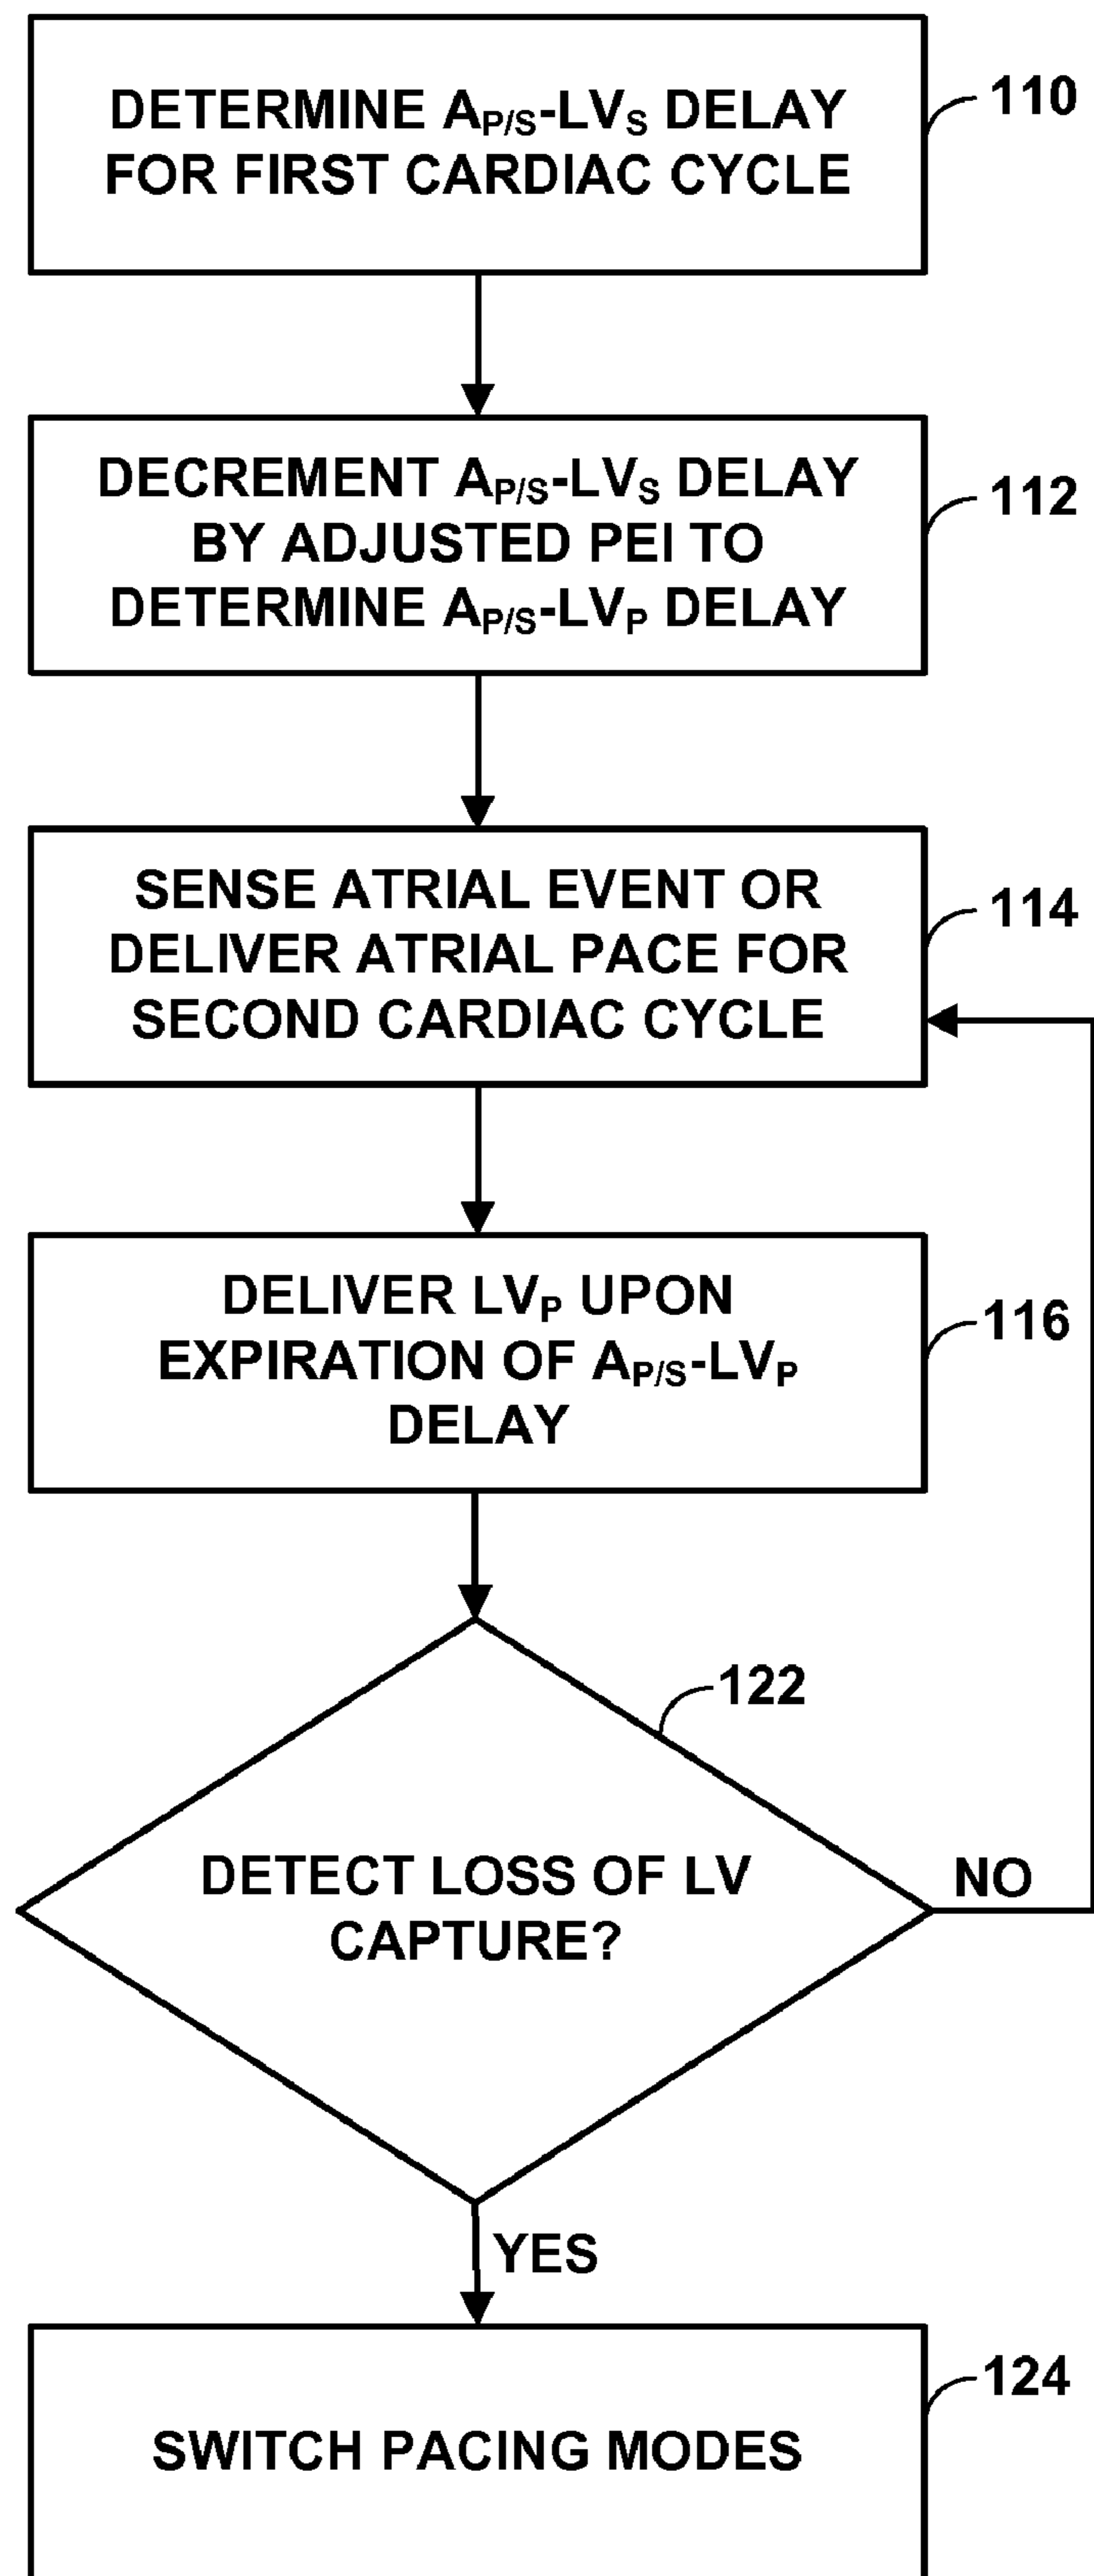 DETERMINE AP/S-LVS DELAY
FOR FIRST CARDIAC CYCLE
110
DECREMENT AP/S-LVS DELAY
BY ADJUSTED PEI TO
DETERMINE AP/S-LVP DELAY
112
SENSE ATRIAL EVENT OR
DELIVER ATRIAL PACE FOR
SECOND CARDIAC CYCLE
114
DELIVER LVP UPON
EXPIRATION OF AP/S-LVP
DELAY
116
122
DETECT LOSS OF LV
CAPTURE?
NO
YES
SWITCH PACING MODES
124